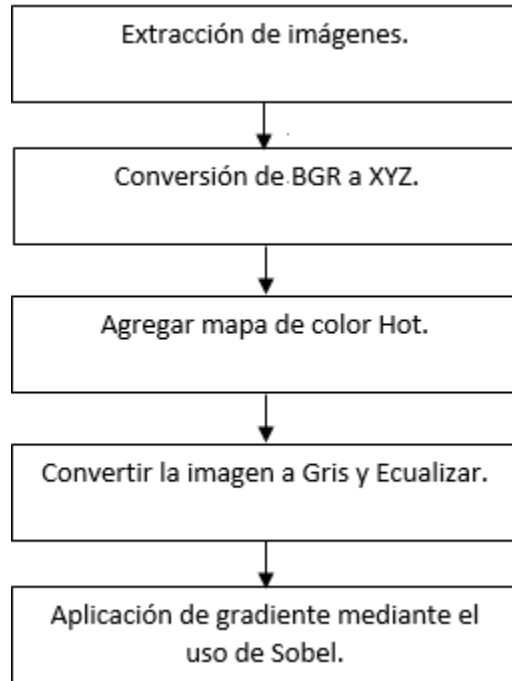 Extracción de imágenes.
Conversión de BGR a XYZ.
Agregar mapa de color Hot.
Convertir la imagen a Gris y Ecualizar.
Aplicación de gradiente mediante el
uso de Sobel.